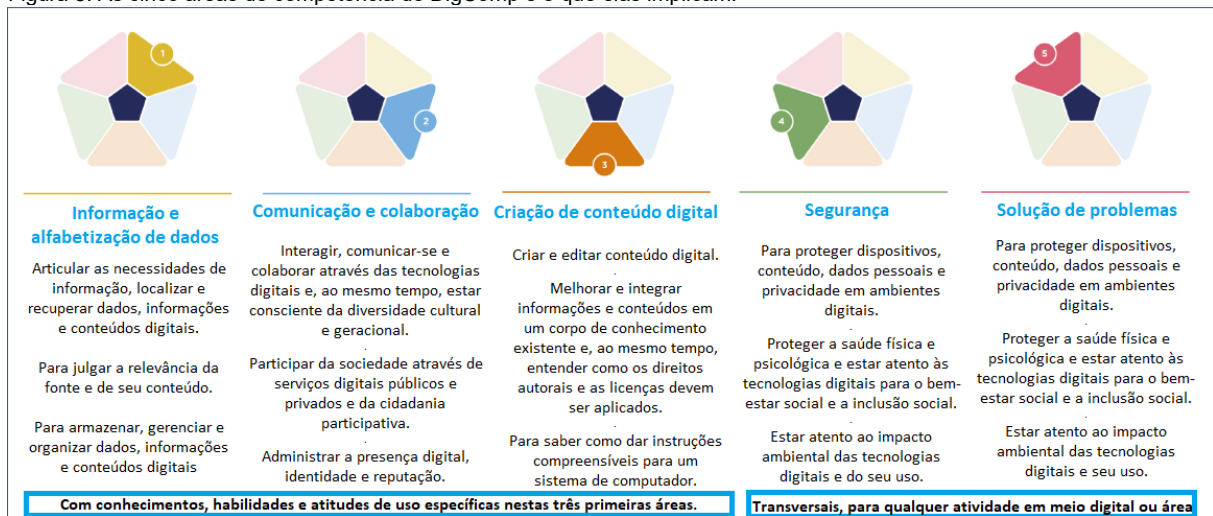 Figura As cinco áreas de competência do DigComp e o que elas implicam.
1
2
3
4
5
Informação e
alfabetização de dados
Articular as necessidades de
informação, localizar e
recuperar dados, informações
e conteúdos digitais.
Para julgar a relevância da
fonte e de seu conteúdo.
Para armazenar, gerenciar e
organizar dados, informações
e conteúdos digitais
Comunicação e colaboração
Interagir, comunicar-se e
colaborar através das tecnologias
digitais e, ao mesmo tempo, estar
consciente da diversidade cultural
e geracional.
.
Participar da sociedade através de
serviços digitais públicos e
privados e da cidadania
participativa.
.
Administrar a presença digital,
identidade e reputação.
Criação de conteúdo digital
Criar e editar conteúdo digital.
.
Melhorar e integrar
informações e conteúdos em
um corpo de conhecimento
existente e, ao mesmo tempo,
entender como os direitos
autorais e as licenças devem
ser aplicados.
.
Para saber como dar instruções
compreensíveis para um
sistema de computador.
Segurança
Para proteger dispositivos,
conteúdo, dados pessoais e
privacidade em ambientes
digitais.
.
Proteger a saúde física e
psicológica e estar atento às
tecnologias digitais para o bem-
estar social e a inclusão social.
.
Estar atento ao impacto
ambiental das tecnologias
digitais e do seu uso.
Solução de problemas
Para proteger dispositivos,
conteúdo, dados pessoais e
privacidade em ambientes
digitais.
.
Proteja a saúde física e
psicológica e estar atento às
tecnologias digitais para o bem-
estar social e a inclusão social.
.
Estar atento ao impacto
ambiental das tecnologias
digitais e seu uso.
Com conhecimentos, habilidades e atitudes de uso específicas nestas três primeiras áreas.
Transversais, para qualquer atividade em meio digital ou área